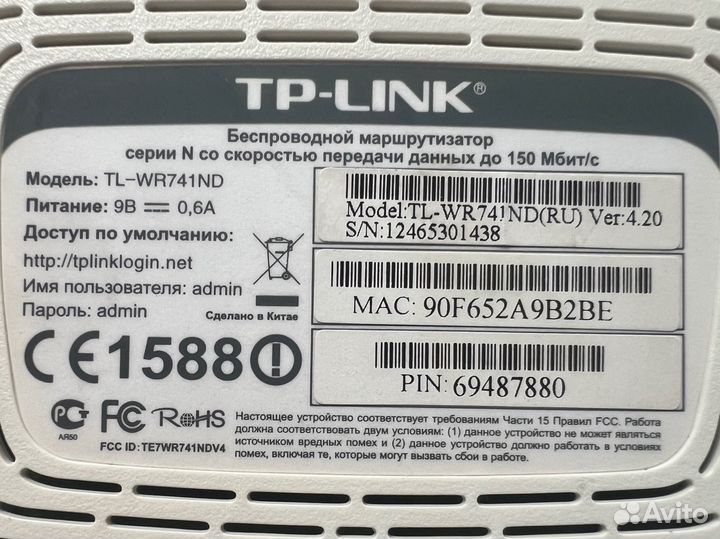 TP-LINK®
Беспроводной маршрутизатор
серии N со скоростью передачи данных до 150 Мбит/с
Модель: TL-WR741ND
Питание: 9В 0,6А
Доступ по умолчанию:
http://tplinklogin.net
Имя пользователя: admin
Пароль: admin
Сделано в Китае
Model:TL-WR741ND(RU) Ver:4.20
S/N:12465301438
MAC: 90F652A9B2BE
PIN: 69487880
CE1588
АЯ50
FC
RoHS
FCC ID: TE7WR741NDV4
Настоящее устройство соответствует требованиям Части 15 Правил FCC. Работа
должна соответствовать двум условиям: (1) данное устройство не может являться
источником вредных помех и (2) данное устройство должно работать в условиях
помех, включая те, которые могут вызвать сбои в работе.
Avito